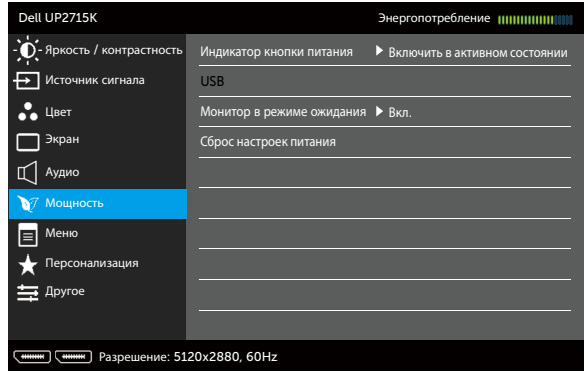 Dell UP2715K Энергопотребление
Яркость / контрастность
Источник сигнала
Цвет
Экран
Аудио
Мощность
Меню
Персонализация
Другое
Индикатор кнопки питания Включить в активном состоянии
USB
Монитор в режиме ожидания Вкл.
Сброс настроек питания
Разрешение: 5120x2880, 60Hz